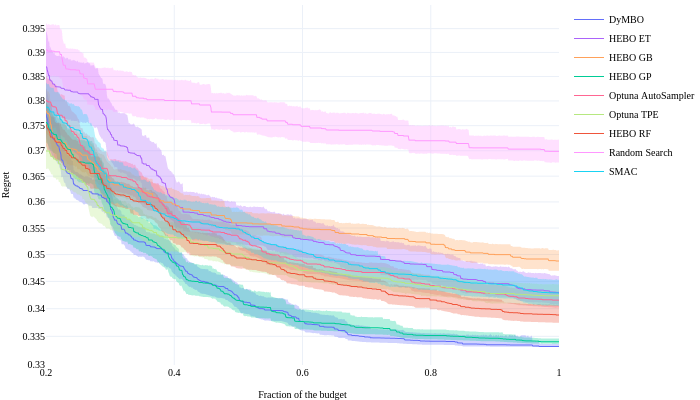 0.395
0.39
0.385
0.38
0.375
0.37
0.365
0.36
0.355
0.35
0.345
0.34
0.335
0.33
Regret
0.2
0.4
0.6
0.8
1
Fraction of the budget
DyMBO
HEBO ET
HEBO GB
HEBO GP
Optuna AutoSampler
Optuna TPE
HEBO RF
Random Search
SMAC